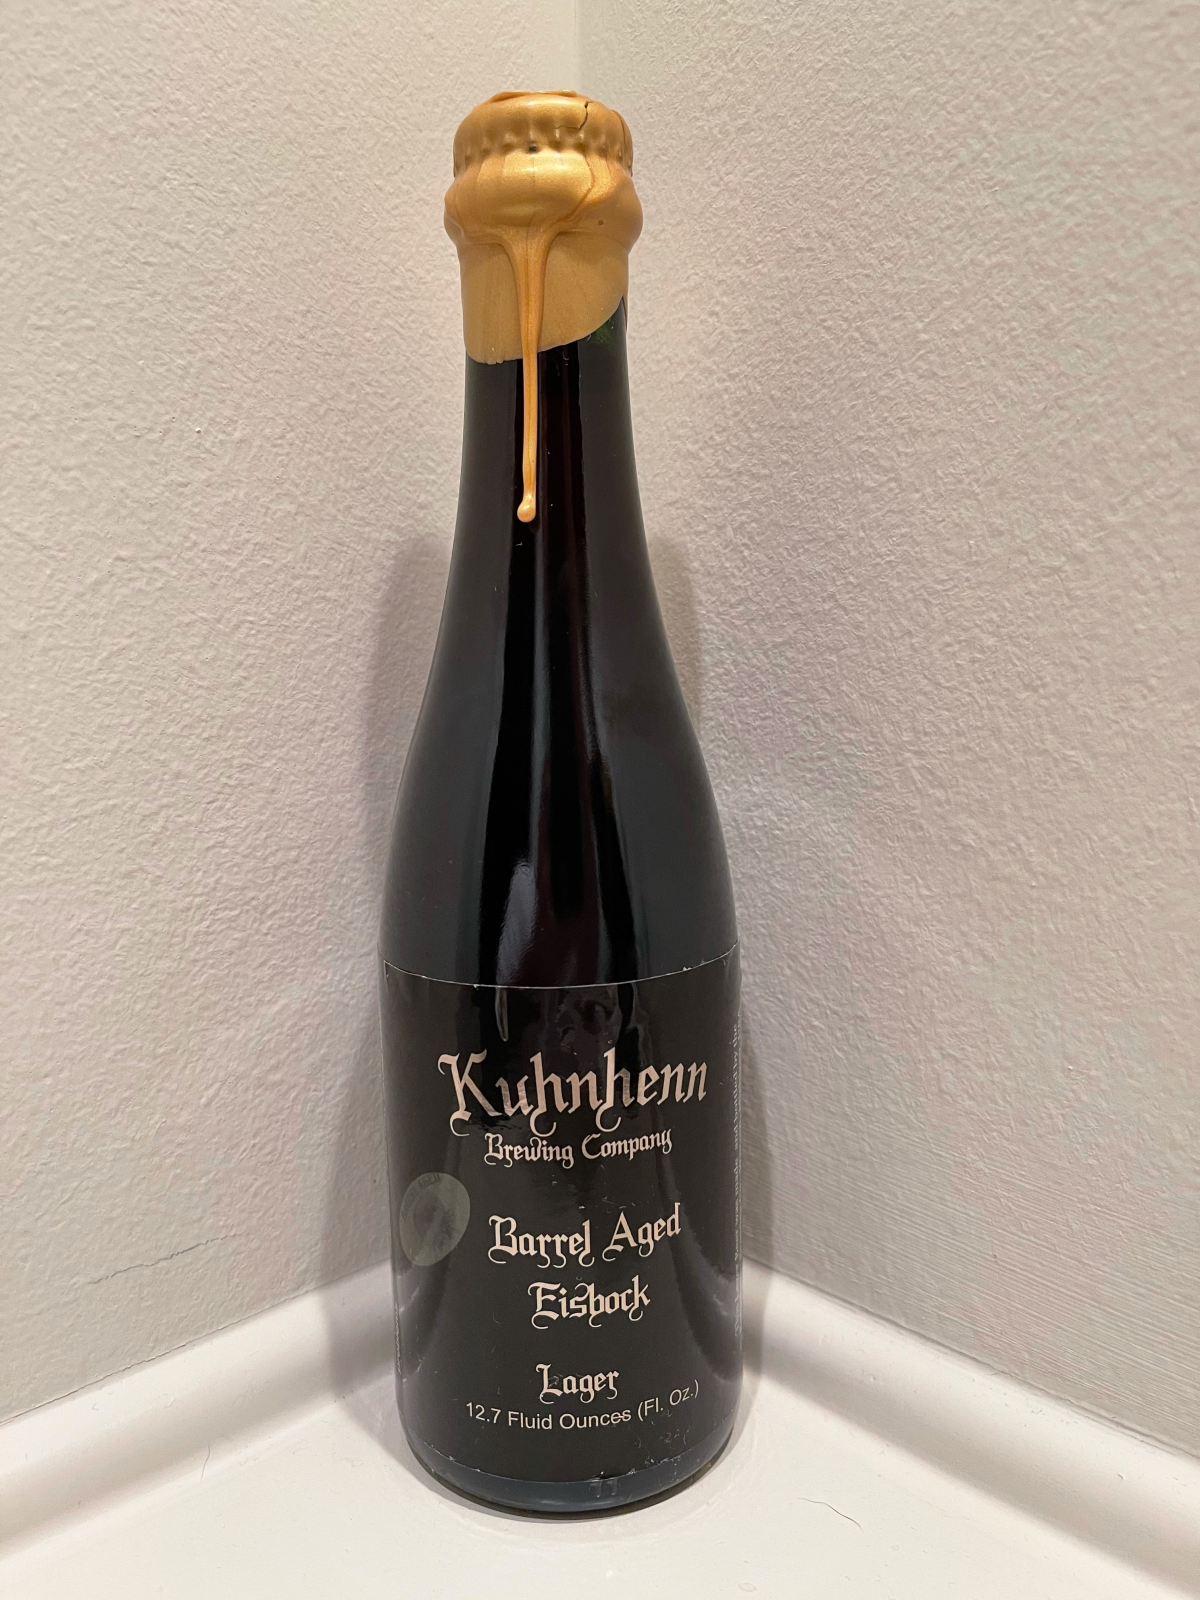 Kuhnhenn
Brewing Company
Barrel Aged
Eisbock
Lager
12.7 Fluid Ounces (Fl. Oz.)